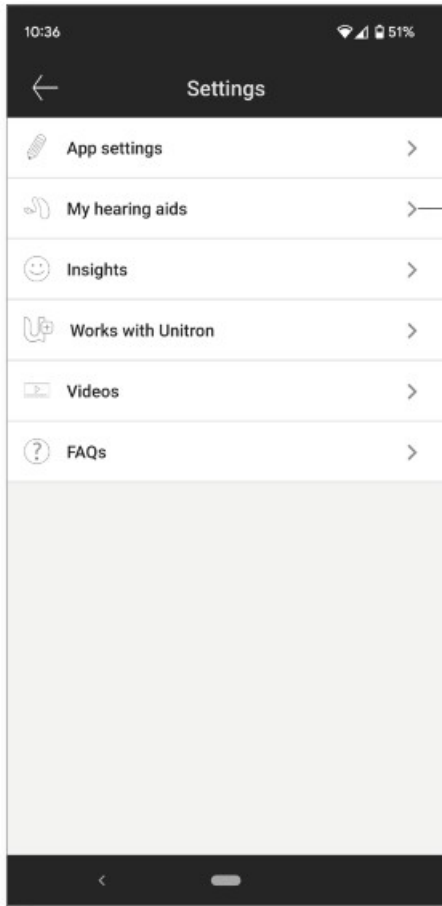 10:36 51%
Settings
App settings
My hearing aids
Insights
Works with Unitron
Videos
FAQs